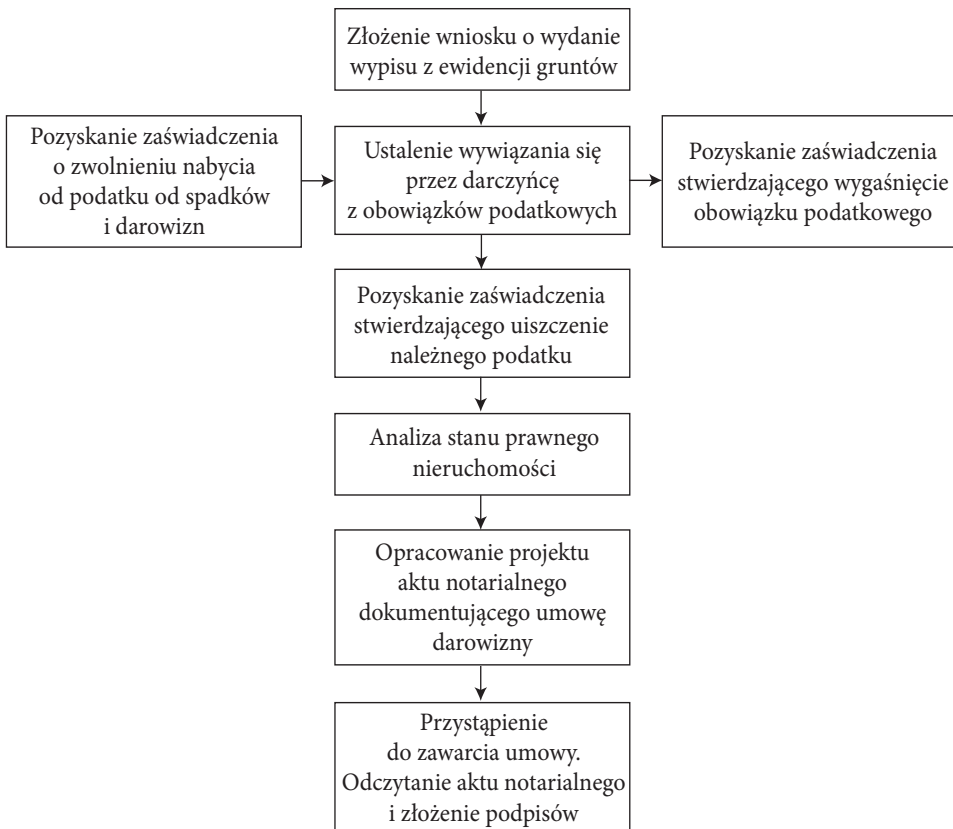 Złożenie wniosku o wydanie
wypisu z ewidencji gruntów
Pozyskanie zaświadczenia
o zwolnieniu nabycia
od podatku od spadków
i darowizn
Ustalenie wywiązania się
przez darczyńcę
z obowiązków podatkowych
Pozyskanie zaświadczenia
stwierdzającego wygaśnięcie
obowiązku podatkowego
Pozyskanie zaświadczenia
stwierdzającego uiszczenie
należnego podatku
Analiza stanu prawnego
nieruchomości
Opracowanie projektu
aktu notarialnego
dokumentującego umowę
darowizny
Przystąpienie
do zawarcia umowy.
Odczytanie aktu notarialnego
i złożenie podpisów